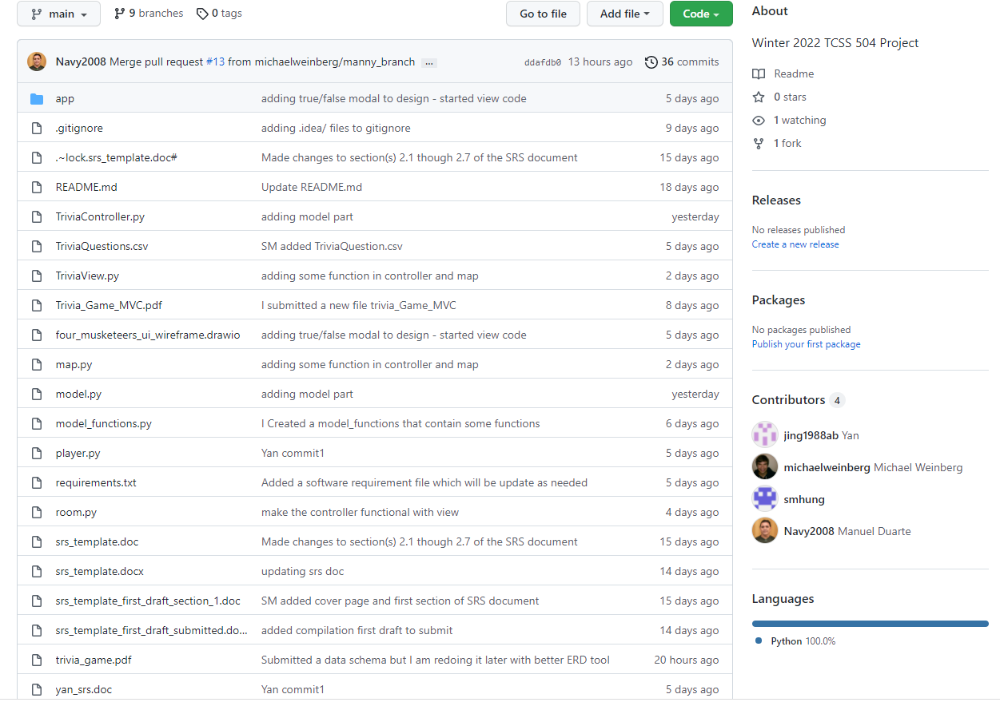 main
9 branches
0 tags
Go to file
Add file
Code
Navy2008 Merge pull request #13 from michaelweinberg/manny_branch ... ddafdb0 13 hours ago 36 commits
app adding true/false modal to design - started view code 5 days ago
.gitignore adding .idea/ files to gitignore 9 days ago
.~lock.srs_template.doc# Made changes to section(s) 2.1 though 2.7 of the SRS document 15 days ago
README.md Update README.md 18 days ago
TriviaController.py adding model part yesterday
TriviaQuestions.csv SM added TriviaQuestion.csv 5 days ago
TriviaView.py adding some function in controller and map 2 days ago
Trivia_Game_MVC.pdf I submitted a new file trivia_Game_MVC 8 days ago
four_musketeers_ui_wireframe.drawio adding true/false modal to design - started view code 5 days ago
map.py adding some function in controller and map 2 days ago
model.py adding model part yesterday
model_functions.py I Created a model_functions that contain some functions 6 days ago
player.py Yan commit1 5 days ago
requirements.txt Added a software requirement file which will be update as needed 5 days ago
room.py make the controller functional with view 4 days ago
srs_template.doc Made changes to section(s) 2.1 though 2.7 of the SRS document 15 days ago
srs_template.docx updating srs doc 14 days ago
srs_template_first_draft_section_1.doc SM added cover page and first section of SRS document 15 days ago
srs_template_first_draft_submitted.do... added compilation first draft to submit 14 days ago
trivia_game.pdf Submitted a data schema but I am redoing it later with better ERD tool 20 hours ago
yan_srs.doc Yan commit1 5 days ago
About
Winter 2022 TCSS 504 Project
Readme
0 stars
1 watching
1 fork
Releases
No releases published
Create a new release
Packages
No packages published
Publish your first package
Contributors 4
jing1988ab Yan
michaelweinberg Michael Weinberg
smhung
Navy2008 Manuel Duarte
Languages
Python 100.0%